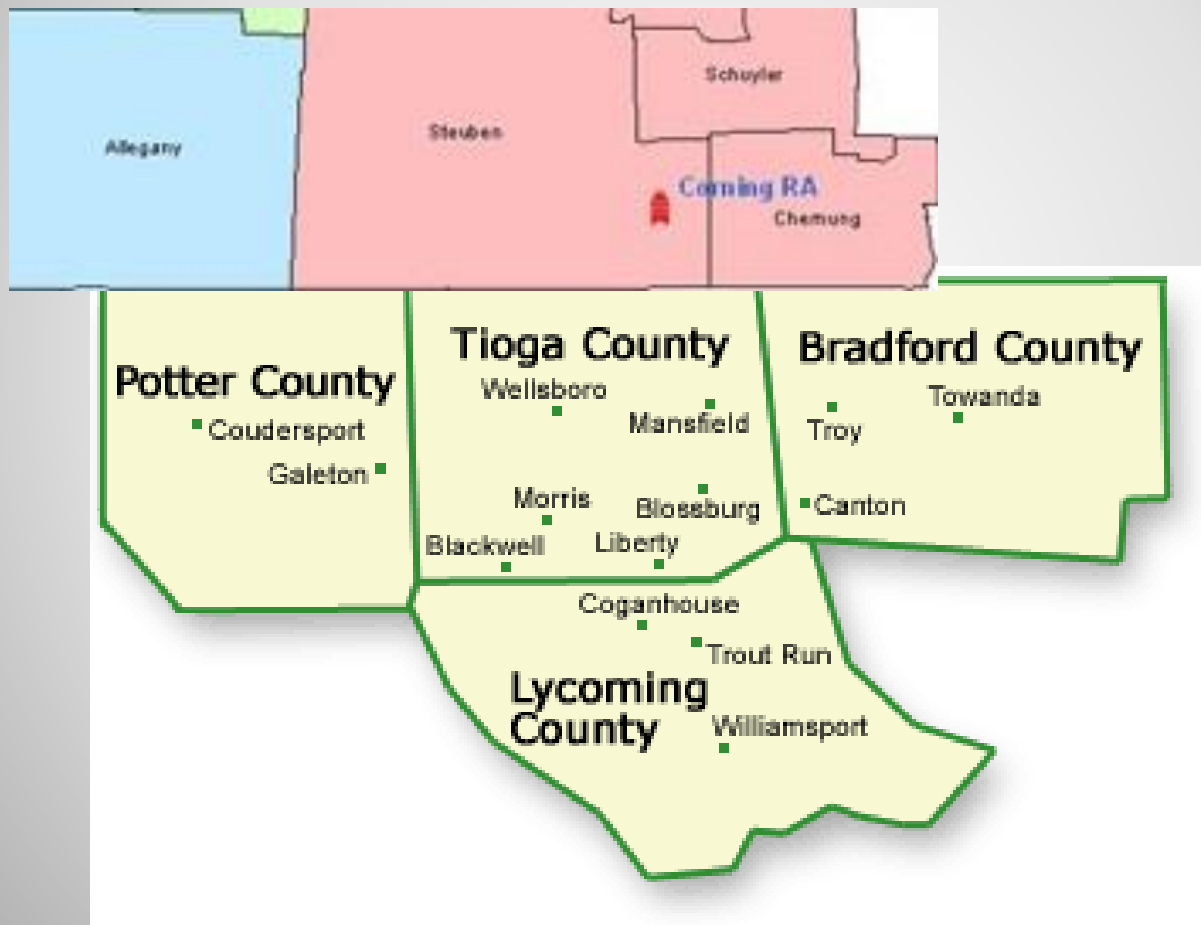 Schuyler
Steuben
Allegany
Corning RA
Chemung
Tioga County
Bradford County
Potter County
Wellsboro
Towanda
Mansfield
Troy
Coudersport
Galeton
Morris
Blossburg
Canton
Blackwell
Liberty
Coganhouse
Trout Run
Lycoming
County
Williamsport